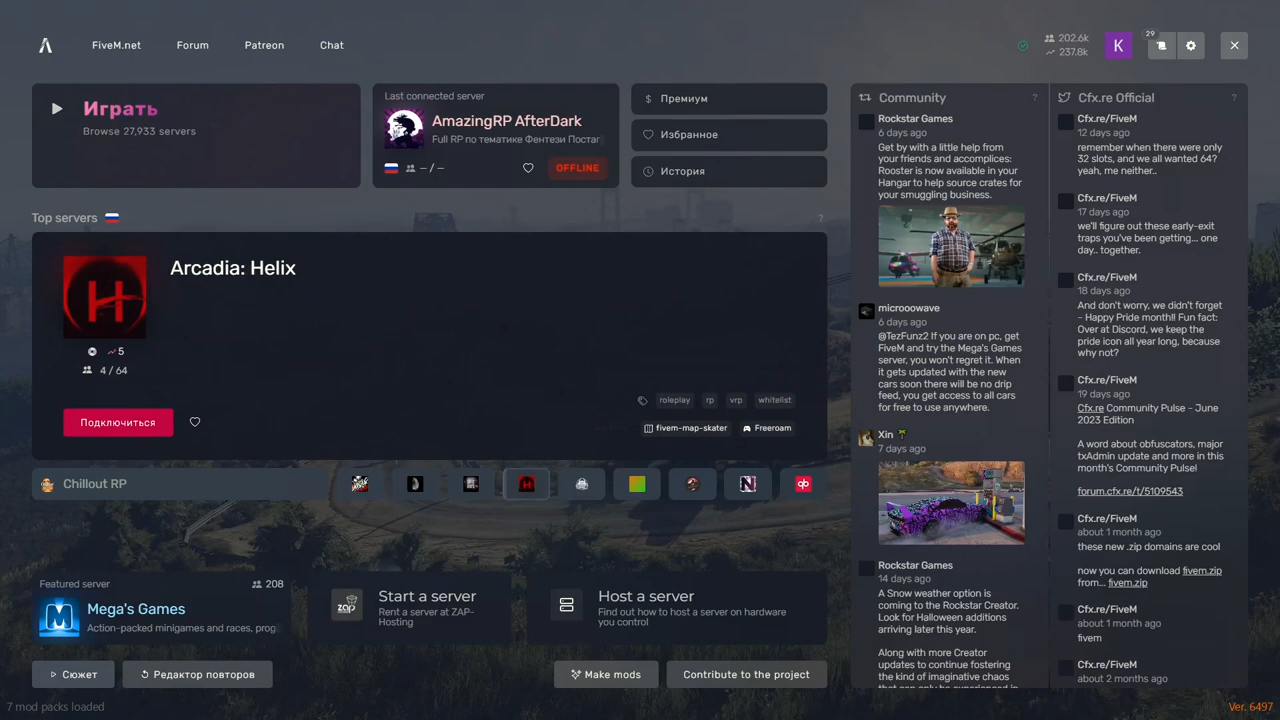 FiveM.net
Forum
Patreon
Chat
202.6k
237.8k
K
29
Играть
Browse 27,933 servers
Last connected server
AmazingRP AfterDark
Full RP по тематике Фентези Постап
– / –
OFFLINE
$ Премиум
Избранное
История
Top servers
?
H
Arcadia: Helix
5
4 / 64
Подключиться
roleplay
rp
vrp
whitelist
fivem-map-skater
Freeroam
Chillout RP
Featured server
208
Mega's Games
Action-packed minigames and races, prog
ZAP
Start a server
Rent a server at ZAP-
Hosting
Host a server
Find out how to host a server on hardware
you control
Сюжет
Редактор повторов
Make mods
Contribute to the project
7 mod packs loaded
Community
?
Rostkstar Games
6 days ago
Get by with a little help from
your friends and accomplices:
Rooster is now available in your
Hangar to help source crates for
your smuggling business.
microoowave
6 days ago
@TezFunz2 If you are on pc, get
FiveM and try the Mega's Games
server, you won't regret it. When
it gets updated with the new
cars soon there will be no drip
feed, you get access to all cars
for free to use anywhere.
Xin 🌴
7 days ago
Rockstar Games
14 days ago
A Snow weather option is
coming to the Rockstar Creator.
Look for Halloween additions
arriving later this year.
Along with more Creator
updates to continue fostering
the kind of imaginative chaos
that can only be experienced in
Cfx.re Official
?
Cfx.re/FiveM
12 days ago
remember when there were only
32 slots, and we all wanted 64?
yeah, me neither..
Cfx.re/FiveM
17 days ago
we'll figure out these early-exit
traps you've been getting... one
day.. together.
Cfx.re/FiveM
18 days ago
And don't worry, we didn't forget
- Happy Pride month!! Fun fact:
Over at Discord, we keep the
pride icon all year long, because
why not?
Cfx.re/FiveM
19 days ago
Cfx.re Community Pulse - June
2023 Edition
A word about obfuscators, major
txAdmin update and more in this
month's Community Pulse!
forum.cfx.re/t/5109543
Cfx.re/FiveM
about 1 month ago
these new .zip domains are cool
now you can download fivem.zip
from... fivem.zip
Cfx.re/FiveM
about 1 month ago
fivem
Cfx.re/FiveM
about 2 months ago
Ver. 6497